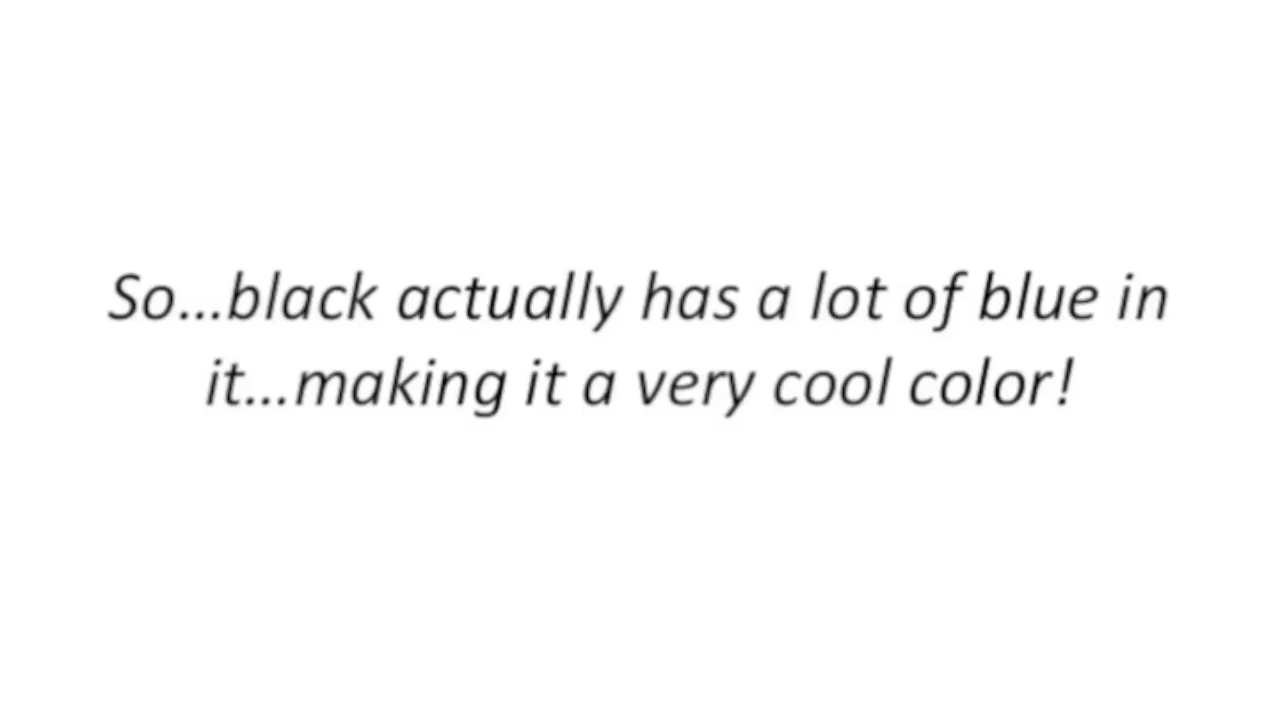 So...black actually has a lot of blue in
it...making it a very cool color!